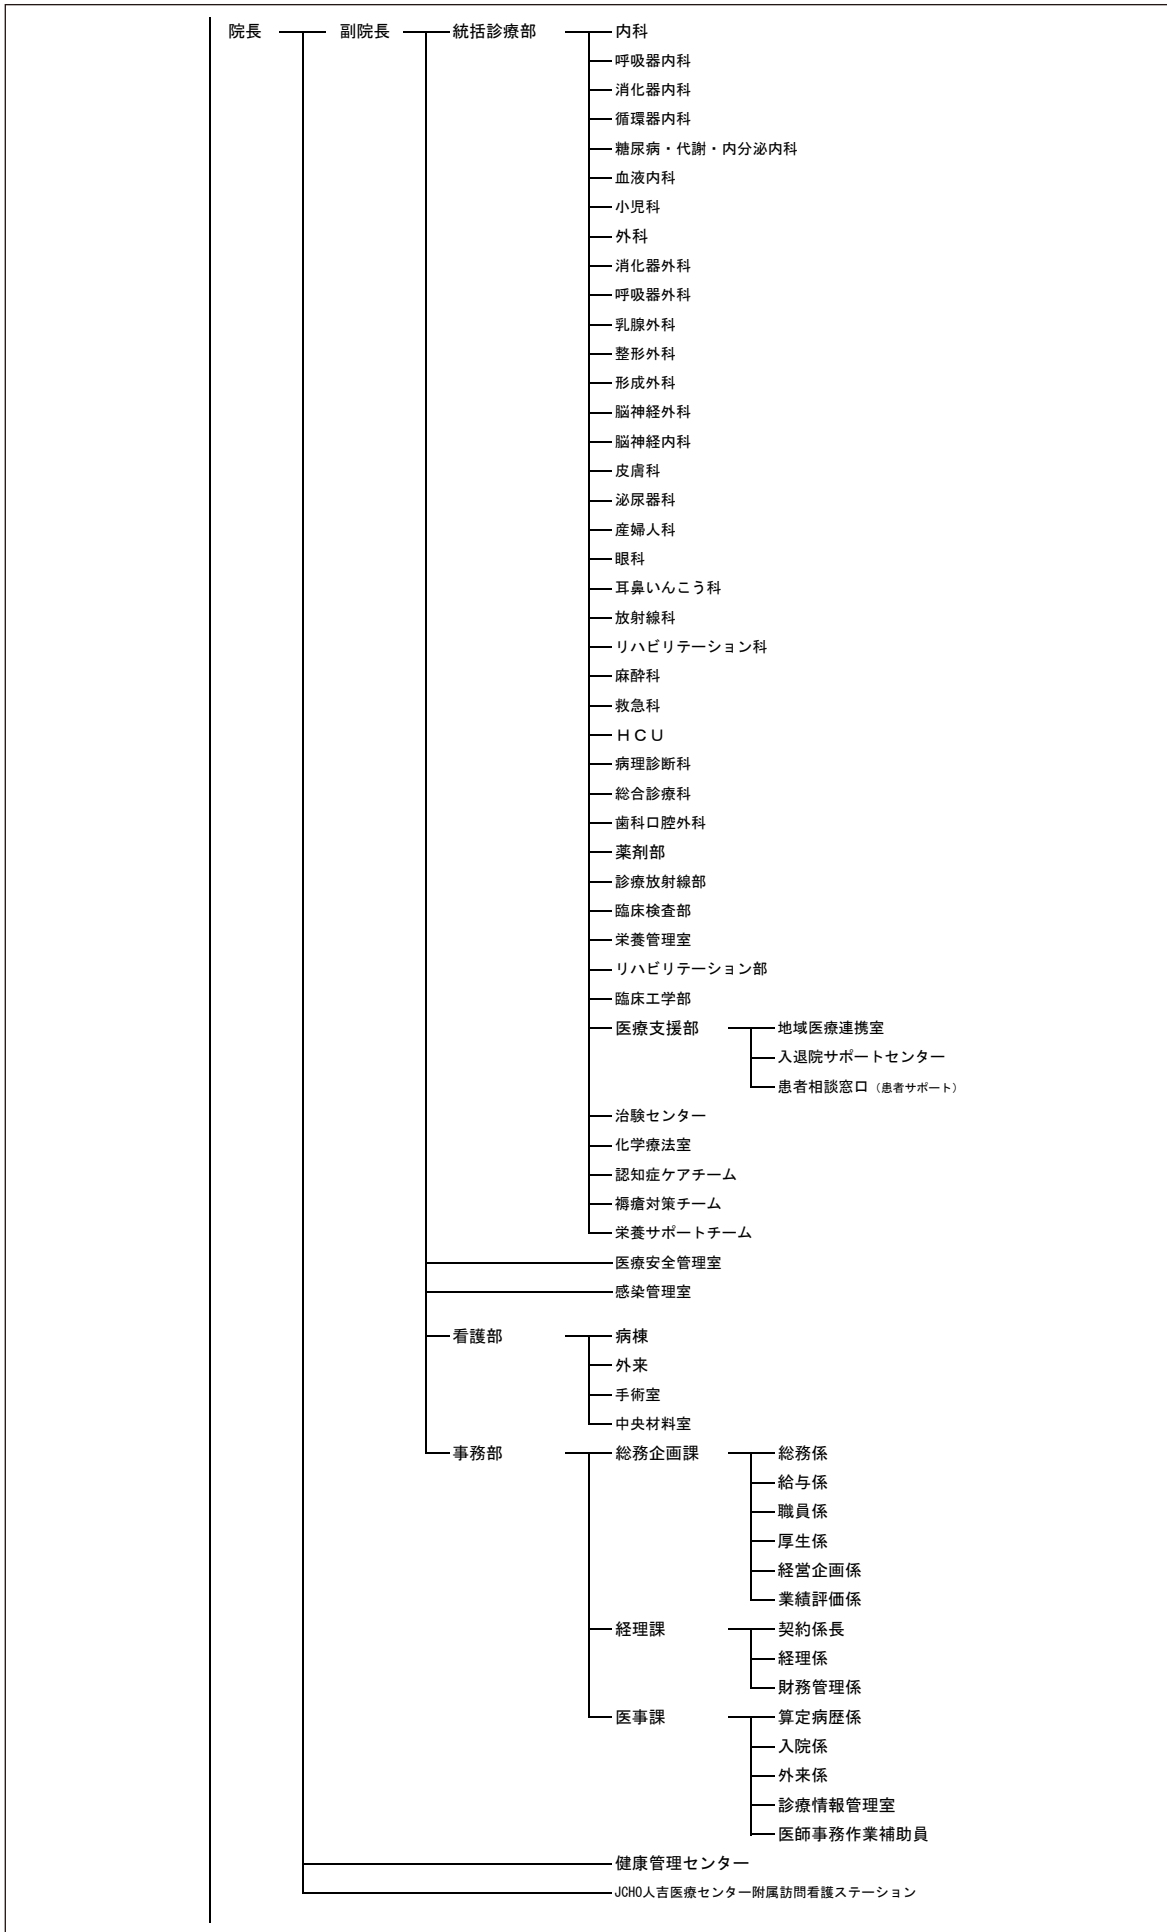 院長 副院長 統括診療部 内科
呼吸器内科
消化器内科
循環器内科
糖尿病・代謝・内分泌内科
血液内科
小児科
外科
消化器外科
呼吸器外科
乳腺外科
整形外科
形成外科
脳神経外科
脳神経内科
皮膚科
泌尿器科
産婦人科
眼科
耳鼻いんこう科
放射線科
リハビリテーション科
麻酔科
救急科
ＨＣＵ
病理診断科
総合診療科
歯科口腔外科
薬剤部
診療放射線部
臨床検査部
栄養管理室
リハビリテーション部
臨床工学部
医療支援部 地域医療連携室
入退院サポートセンター
患者相談窓口（患者サポート）
治験センター
化学療法室
認知症ケアチーム
褥瘡対策チーム
栄養サポートチーム
医療安全管理室
感染管理室
看護部 病棟
外来
手術室
中央材料室
事務部 総務企画課 総務係
給与係
職員係
厚生係
経営企画係
業績評価係
経理課 契約係長
経理係
財務管理係
医事課 算定病歴係
入院係
外来係
診療情報管理室
医師事務作業補助員
健康管理センター
JCHO人吉医療センター附属訪問看護ステーション